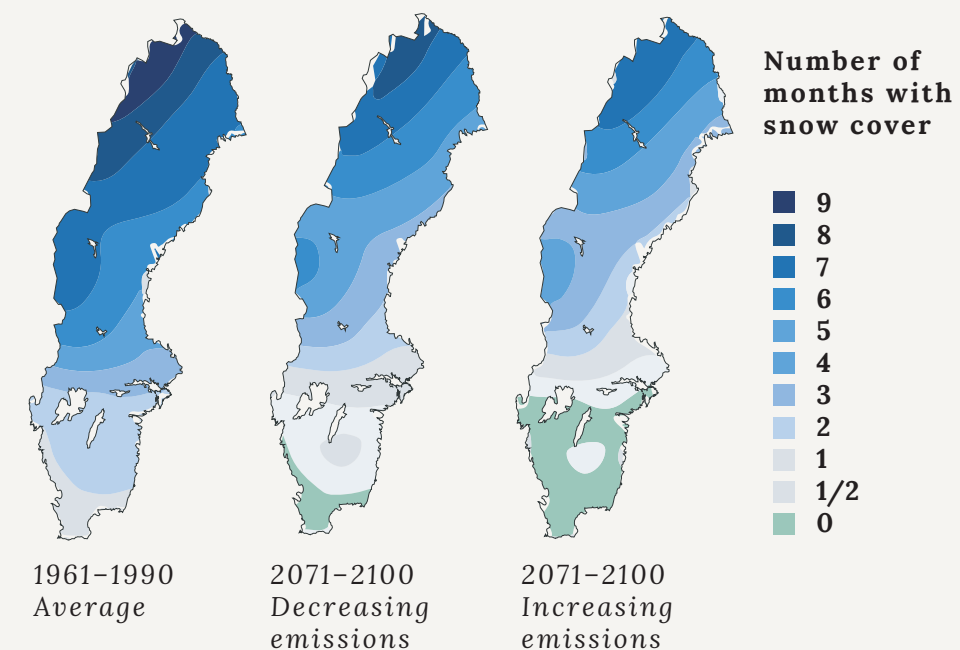 Number of
months with
snow cover
9
8
7
6
5
4
3
2
1
1/2
0
1961–1990
Average
2071–2100
Decreasing
emissions
2071–2100
Increasing
emissions